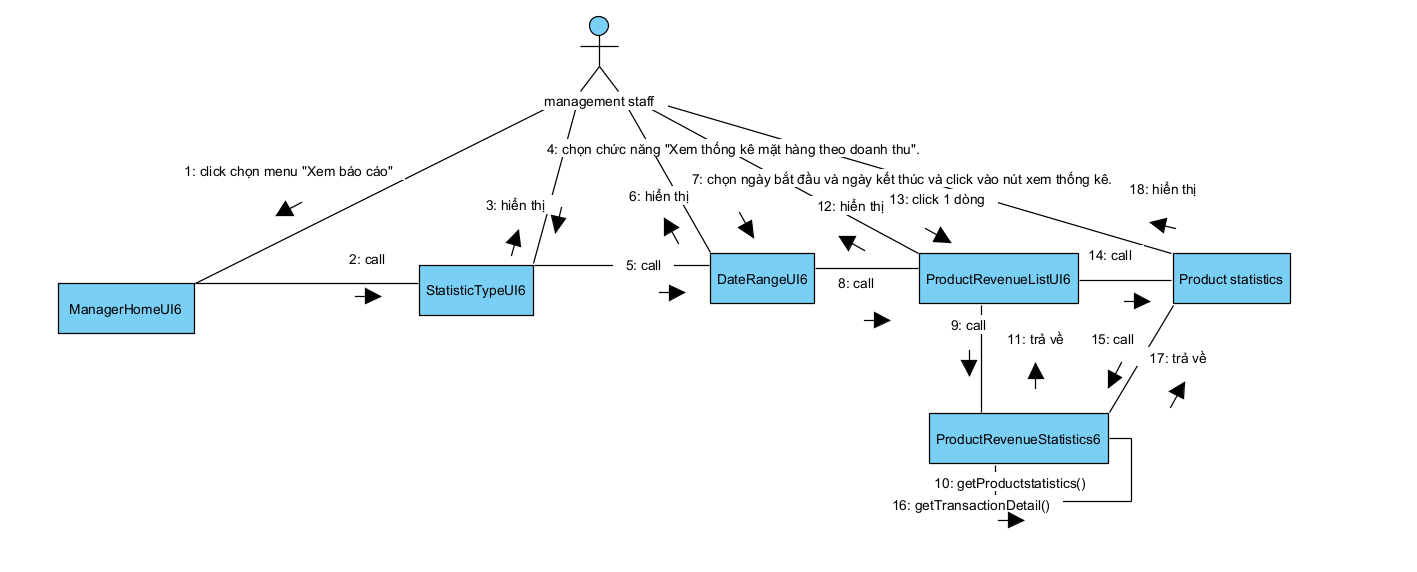 management staff
4: chọn chức năng "Xem thống kê mặt hàng theo doanh thu".
1: click chọn menu "Xem báo cáo"
7: chọn ngày bắt đầu và ngày kết thúc và click vào nút xem thống kê.
18: hiển thị
6: hiển thị
13: click 1 dòng
3: hiển thị
12: hiển thị
2: call
5: call
14: call
8: call
ManagerHomeUI6
StatisticTypeUI6
DateRangeUI6
ProductRevenueListUI6
Product statistics
9: call
11: trả về
15: call
17: trả về
ProductRevenueStatistics6
10: getProductstatistics()
16: getTransactionDetail()